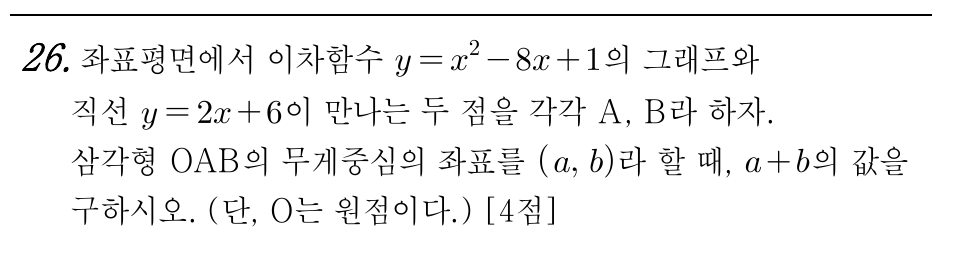 26. 좌표평면에서 이차함수 y=x²-8x+1의 그래프와
직선 y=2x+6이 만나는 두 점을 각각 A, B라 하자.
삼각형 OAB의 무게중심의 좌표를 (a, b)라 할 때, a+b의 값을
구하시오. (단, O는 원점이다.) [4점]